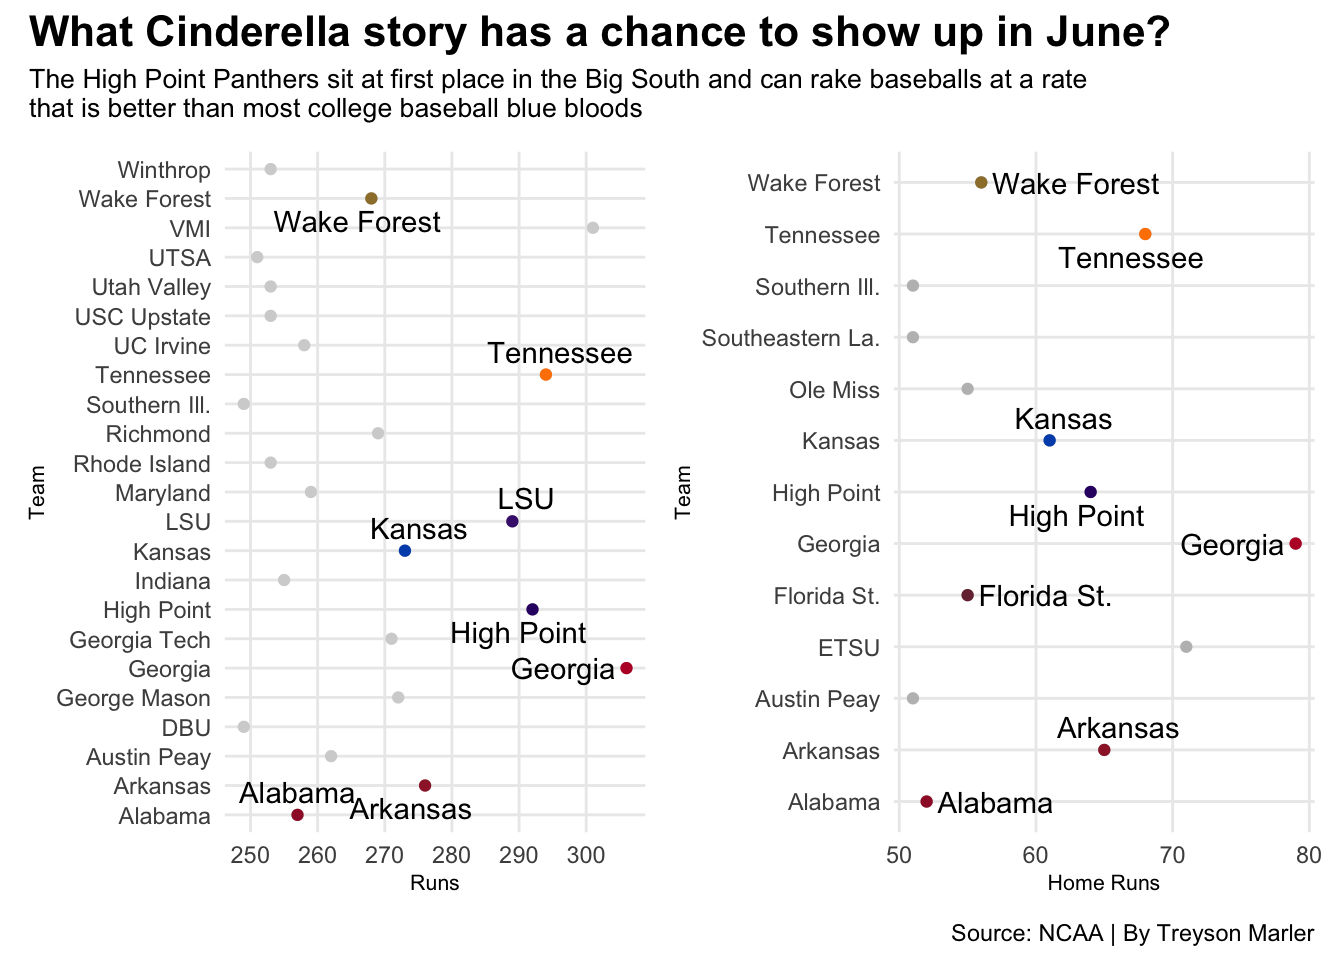 What Cinderella story has a chance to show up in June?
The High Point Panthers sit at first place in the Big South and can rake baseballs at a rate
that is better than most college baseball blue bloods
Team
Winthrop
Wake Forest
Wake Forest
VMI
UTSA
Utah Valley
USC Upstate
UC Irvine
Tennessee
Tennessee
Southern Ill.
Richmond
Rhode Island
Maryland
LSU
LSU
Kansas
Kansas
Indiana
High Point
High Point
Georgia Tech
Georgia
Georgia
George Mason
DBU
Austin Peay
Arkansas
Alabama
Arkansas
Alabama
250 260 270 280 290 300
Runs
Team
Wake Forest
Wake Forest
Tennessee
Tennessee
Southern Ill.
Southeastern La.
Ole Miss
Kansas
Kansas
High Point
High Point
Georgia
Georgia
Florida St.
Florida St.
ETSU
Austin Peay
Arkansas
Arkansas
Alabama
Alabama
50 60 70 80
Home Runs
Source: NCAA | By Treyson Marler